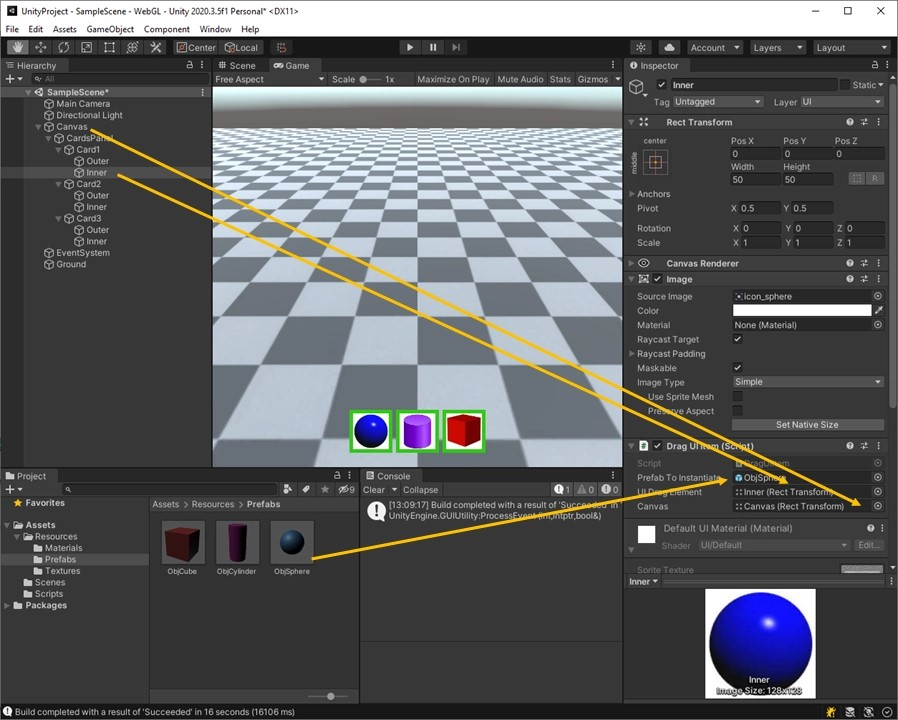 UnityProject - SampleScene - WebGL - Unity 2020.3.5f1 Personal* <DX11>
File Edit Assets GameObject Component Window Help
Center Local Account Layers Layout
Hierarchy
All
SampleScene*
Main Camera
Directional Light
Canvas
CardsPanel
Card1
Outer
Inner
Card2
Outer
Inner
Card3
Outer
Inner
EventSystem
Ground
Scene Game
Free Aspect Scale 1x Maximize On Play Mute Audio Stats Gizmos
Inspector
Inner Static
Tag Untagged Layer UI
Rect Transform
center
middle
Pos X Pos Y Pos Z
0 0 0
Width Height
50 50 R
Anchors
Pivot X 0.5 Y 0.5
Rotation X 0 Y 0 Z 0
Scale X 1 Y 1 Z 1
Canvas Renderer
Image
Source Image icon_sphere
Color
Material None (Material)
Raycast Target
Raycast Padding
Maskable
Image Type Simple
Use Sprite Mesh
Preserve Aspect
Set Native Size
Drag UI Item (Script)
Script
Prefab To Instantiate ObjSphere
UI Drag Element Inner (Rect Transform)
Canvas Canvas (Rect Transform)
Default UI Material (Material)
Shader UI/Default Edit...
Sprite Texture
Inner
Inner
Image Size: 128x128
Project
9
Favorites
Assets
Resources
Materials
Prefabs
Textures
Scenes
Scripts
Packages
Assets > Resources > Prefabs
ObjCube ObjCylinder ObjSphere
Console
Clear Collapse 1 0 0
[13:09:17] Build completed with a result of 'Succeeded' in
UnityEngine.GUIUtility:ProcessEvent (int,intptr,bool&)
Build completed with a result of 'Succeeded' in 16 seconds (16106 ms)